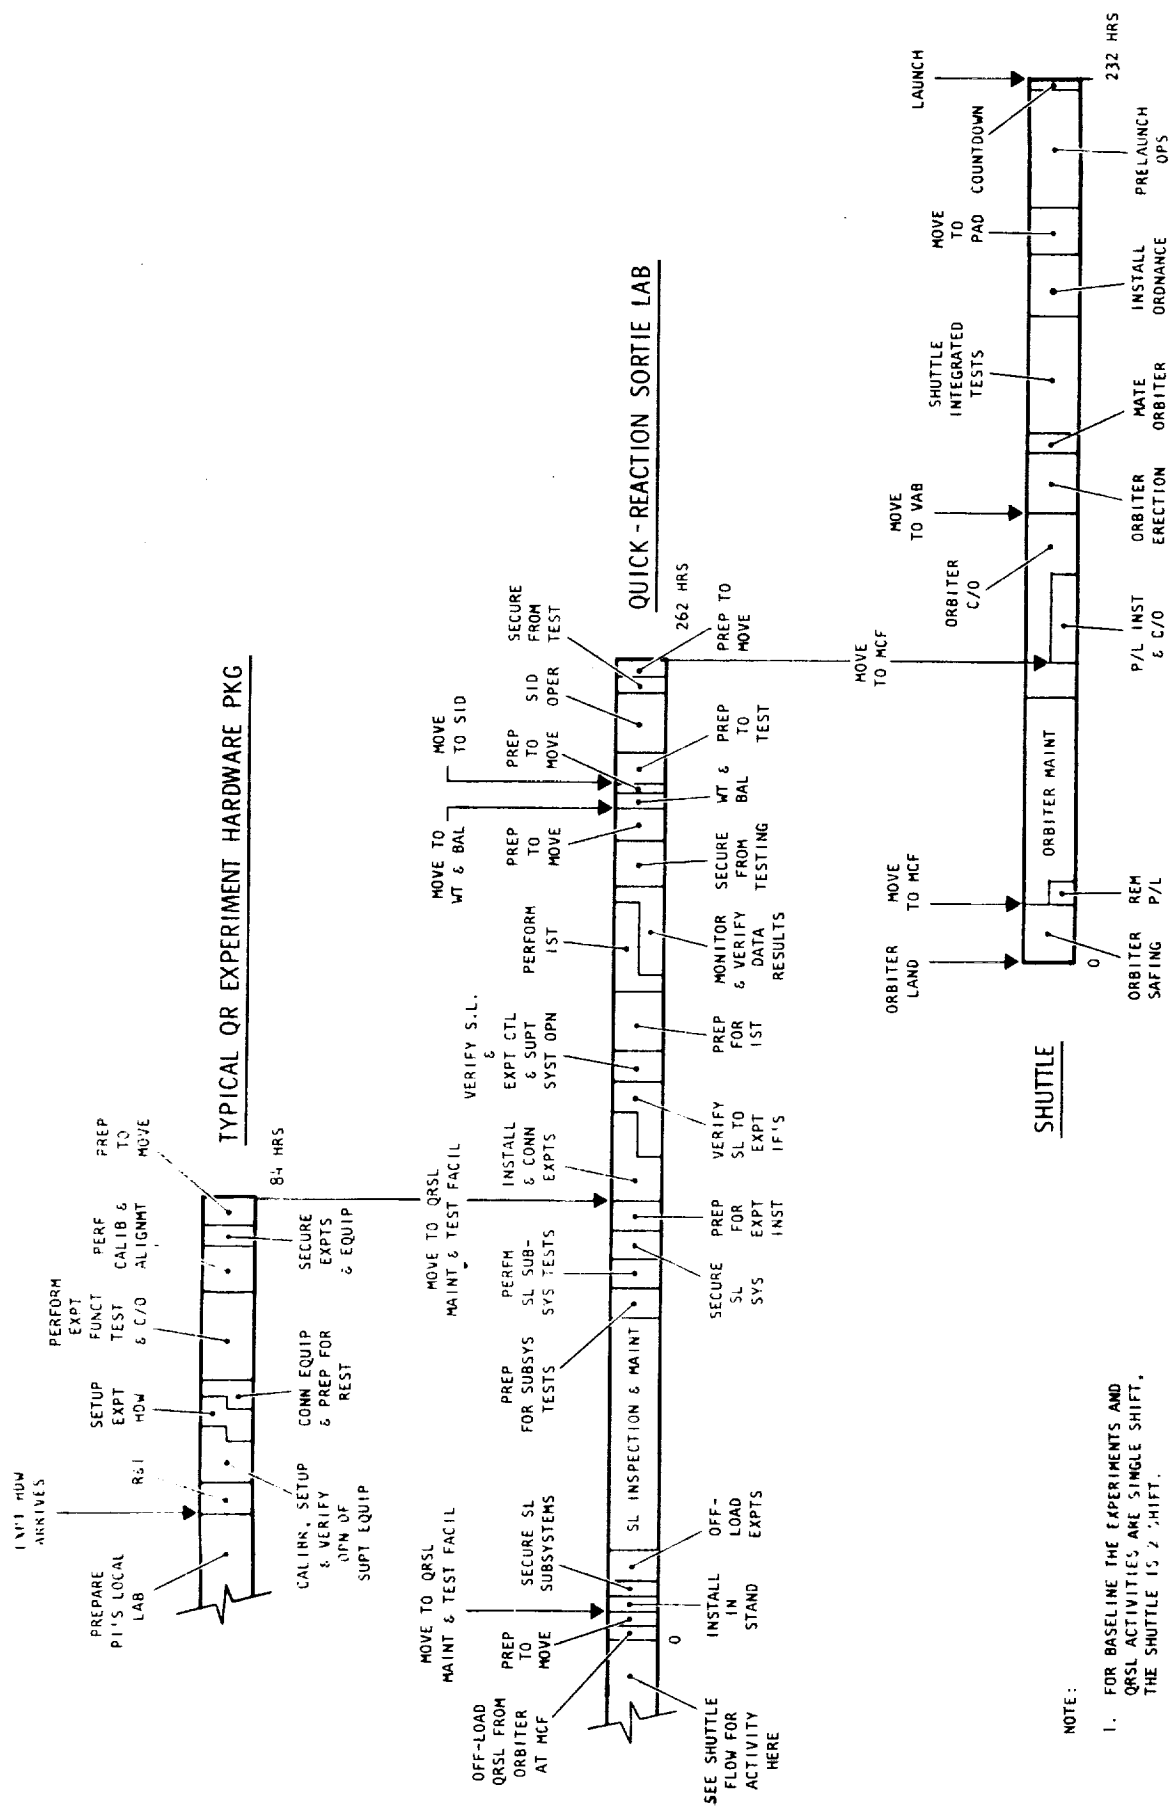 TYPICAL QR EXPERIMENT HARDWARE PKG
PREPARE
PI'S LOCAL
LAB
HDW
ARRIVES
R&I
CALIBR, SETUP
& VERIFY
OPN OF
SUPT EQUIP
SETUP
EXPT
HDW
CONN EQUIP
& PREP FOR
REST
PERFORM
EXPT
FUNCT
TEST
& C/O
PERF
CALIB &
ALIGNMT
SECURE
EXPTS
& EQUIP
PREP
TO
MOVE
84 HRS
QUICK-REACTION SORTIE LAB
SEE SHUTTLE
FLOW FOR
ACTIVITY
HERE
OFF-LOAD
QRSL FROM
ORBITER
AT MCF
0
PREP
TO
MOVE
MOVE TO QRSL
MAINT & TEST FACIL
INSTALL
IN
STAND
SECURE SL
SUBSYSTEMS
OFF-
LOAD
EXPTS
SL INSPECTION & MAINT
PREP
FOR SUBSYS
TESTS
PERFM
SL SUB-
SYS TESTS
SECURE
SL
SYS
PREP
FOR
EXPT
INST
MOVE TO QRSL
MAINT & TEST FACIL
INSTALL
& CONN
EXPTS
VERIFY
SL TO
EXPT
IF'S
VERIFY S.L.
&
EXPT CTL
& SUPT
SYST OPN
PREP
FOR
IST
PERFORM
IST
MONITOR
& VERIFY
DATA
RESULTS
SECURE
FROM
TESTING
PREP
TO
MOVE
MOVE TO
WT & BAL
WT &
BAL
PREP
TO
MOVE
MOVE
TO SID
PREP
TO
TEST
SID
OPER
SECURE
FROM
TEST
PREP TO
MOVE
262 HRS
MOVE
TO MCF
SHUTTLE
ORBITER
LAND
0
ORBITER
SAFING
MOVE
TO MCF
REM
P/L
ORBITER MAINT
P/L INST
& C/O
ORBITER
C/O
MOVE
TO VAB
ORBITER
ERECTION
MATE
ORBITER
SHUTTLE
INTEGRATED
TESTS
INSTALL
ORDNANCE
MOVE
TO
PAD
PRELAUNCH
OPS
COUNTDOWN
LAUNCH
232 HRS
NOTE:
1. FOR BASELINE THE EXPERIMENTS AND
QRSL ACTIVITIES ARE SINGLE SHIFT,
THE SHUTTLE IS 2 SHIFT.